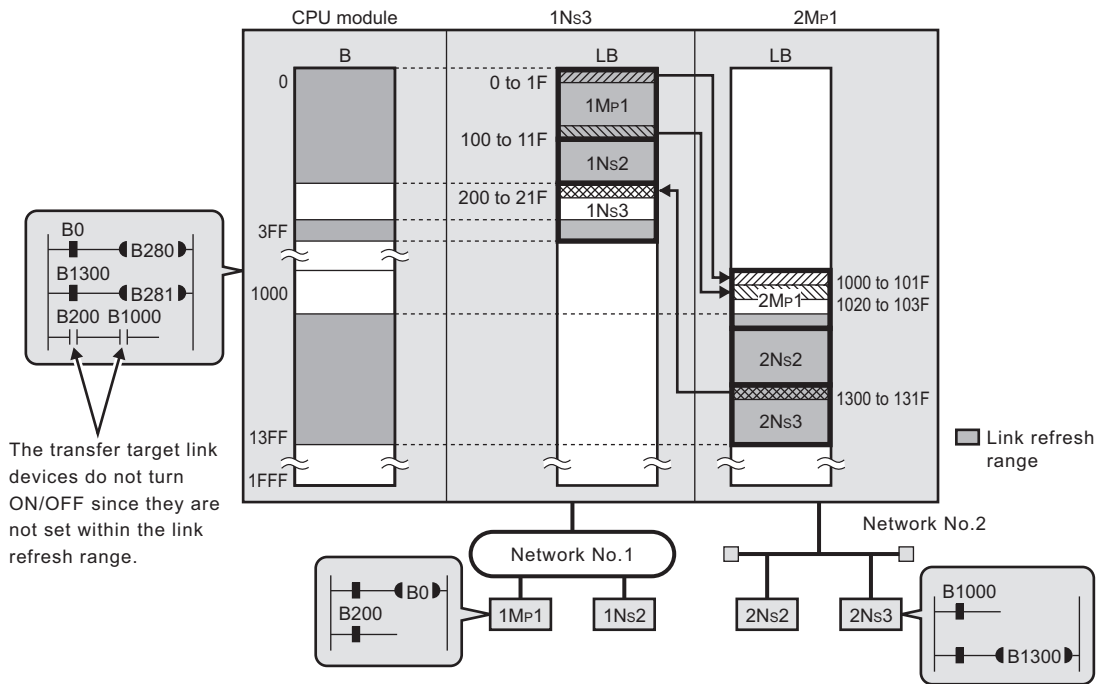 CPU module
1Ns3
2MP1
B
LB
LB
0
0 to 1F
1MP1
100 to 11F
1Ns2
200 to 21F
1Ns3
3FF
1000
1000 to 101F
2MP1
1020 to 103F
2Ns2
1300 to 131F
2Ns3
13FF
1FFF
B0
B280
B1300
B281
B200 B1000
The transfer target link
devices do not turn
ON/OFF since they are
not set within the link
refresh range.
Link refresh
range
Network No.1
Network No.2
B0
B200
1MP1
1Ns2
2Ns2
2Ns3
B1000
B1300